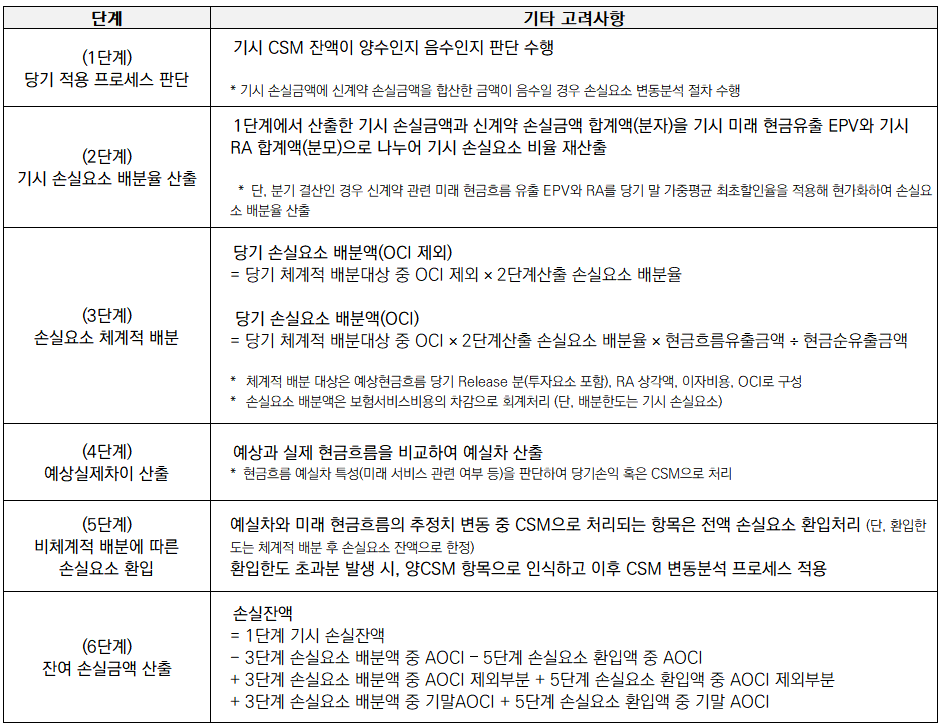 단계
기타 고려사항
(1단계)
당기 적용 프로세스 판단
기시 CSM 잔액이 양수인지 음수인지 판단 수행
* 기시 손실금액에 신계약 손실금액을 합산한 금액이 음수일 경우 손실요소 변동분석 절차 수행
(2단계)
기시 손실요소 배분율 산출
1단계에서 산출한 기시 손실금액과 신계약 손실금액 합계액(분자)을 기시 미래 현금유출 EPV와 기시
RA 합계액(분모)으로 나누어 기시 손실요소 비율 재산출
* 단, 분기 결산인 경우 신계약 관련 미래 현금흐름 유출 EPV와 RA를 당기 말 가중평균 최초할인율을 적용해 현가화하여 손실요
소 배분율 산출
(3단계)
손실요소 체계적 배분
당기 손실요소 배분액(OCI 제외)
= 당기 체계적 배분대상 중 OCI 제외 × 2단계산출 손실요소 배분율
당기 손실요소 배분액(OCI)
= 당기 체계적 배분대상 중 OCI × 2단계산출 손실요소 배분율 × 현금흐름유출금액 ÷ 현금순유출금액
* 체계적 배분 대상은 예상현금흐름 당기 Release 분(투자요소 포함), RA 상각액, 이자비용, OCI로 구성
* 손실요소 배분액은 보험서비스비용의 차감으로 회계처리 (단, 배분한도는 기시 손실요소)
(4단계)
예상실제차이 산출
예상과 실제 현금흐름을 비교하여 예실차 산출
* 현금흐름 예실차 특성(미래 서비스 관련 여부 등)을 판단하여 당기손익 혹은 CSM으로 처리
(5단계)
비체계적 배분에 따른
손실요소 환입
예실차와 미래 현금흐름의 추정치 변동 중 CSM으로 처리되는 항목은 전액 손실요소 환입처리 (단, 환입한
도는 체계적 배분 후 손실요소 잔액으로 한정)
환입한도 초과분 발생 시, 양CSM 항목으로 인식하고 이후 CSM 변동분석 프로세스 적용
(6단계)
잔여 손실금액 산출
손실잔액
= 1단계 기시 손실잔액
− 3단계 손실요소 배분액 중 AOCI − 5단계 손실요소 환입액 중 AOCI
+ 3단계 손실요소 배분액 중 AOCI 제외부분 + 5단계 손실요소 환입액 중 AOCI 제외부분
+ 3단계 손실요소 배분액 중 기말AOCI + 5단계 손실요소 환입액 중 기말 AOCI